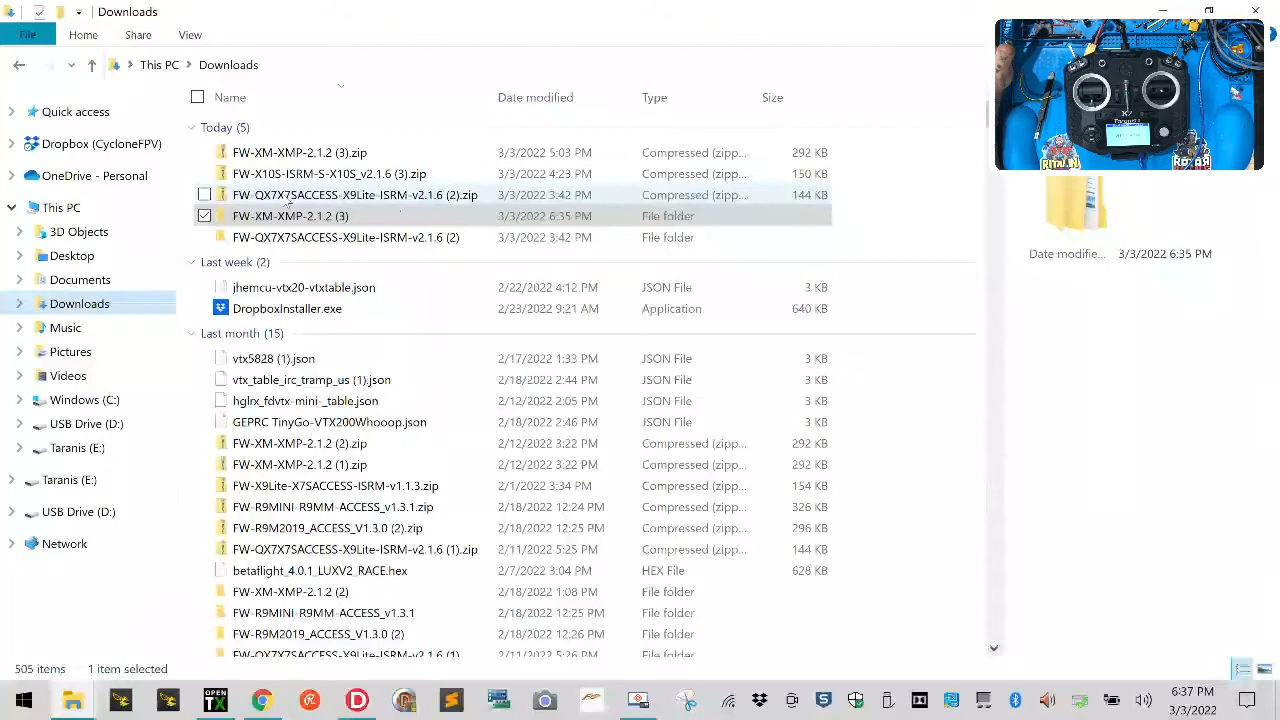 Downloads
File Home Share View
This PC Downloads
Name Date modified Type Size
Quick access
Dropbox (CycloneFPV)
OneDrive - Personal
This PC
3D Objects
Desktop
Documents
Downloads
Music
Pictures
Videos
Windows (C:)
USB Drive (D:)
Taranis (E:)
Taranis (E:)
USB Drive (D:)
Network
Today (5)
FW-XM-XMP-2.1.2 (3).zip 3/3/2022 5:03 PM Compressed (zipp... 292 KB
3/3/2022 4:23 PM Compressed (zipp... 150 KB
FW-QX7X7SACCESS-X9Lite-ISRM-v2.1.6 (2).zip 3/3/2022 3:42 PM Compressed (zipp... 144 KB
FW-XM-XMP-2.1.2 (3) 3/3/2022 6:35 PM File folder
FW-QX7X7SACCESS-X9Lite-ISRM-v2.1.6 (2) 3/3/2022 3:42 PM File folder
Last week (2)
jhemcu-vtx20-vtxtable.json 2/22/2022 4:12 PM JSON File 3 KB
DropboxInstaller.exe 2/23/2022 9:21 AM Application 640 KB
Last month (15)
vtx5828 (1).json 2/17/2022 1:33 PM JSON File 3 KB
vtx_table_irc_tramp_us (1).json 2/18/2022 2:44 PM JSON File 3 KB
hglrx_fdvtx-mini-_table.json 2/12/2022 2:05 PM JSON File 3 KB
GEPRC TinyGo-VTX200Whooop.json 2/18/2022 2:46 PM JSON File 3 KB
FW-XM-XMP-2.1.2 (2).zip 2/12/2022 3:22 PM Compressed (zipp... 292 KB
FW-XM-XMP-2.1.2 (1).zip 2/12/2022 3:22 PM Compressed (zipp... 292 KB
FW-X9Lite-X7SACCESS-ISRM-v1.1.3.zip 2/1/2022 3:34 PM Compressed (zipp... 154 KB
FW-R9MINI-R9MM-ACCESS_v1.3.1.zip 2/18/2022 12:24 PM Compressed (zipp... 326 KB
FW-R9M2019_ACCESS_V1.3.0 (2).zip 2/18/2022 12:25 PM Compressed (zipp... 296 KB
FW-QX7X7SACCESS-X9Lite-ISRM-v2.1.6 (1).zip 2/11/2022 5:25 PM Compressed (zipp... 144 KB
betaflight_4.0.1_LUXV2_RACE.hex 2/7/2022 3:04 PM HEX File 628 KB
FW-XM-XMP-2.1.2 (2) 2/18/2022 1:08 PM File folder
FW-R9MINI-R9MM-ACCESS_v1.3.1 2/18/2022 12:25 PM File folder
FW-R9M2019_ACCESS_V1.3.0 (2) 2/18/2022 12:26 PM File folder
FW-QX7X7SACCESS-X9Lite-ISRM-v2.1.6 (1) 2/11/2022 5:26 PM File folder
Date modifie... 3/3/2022 6:35 PM
505 items 1 item selected
OPEN TX
6:37 PM
3/3/2022